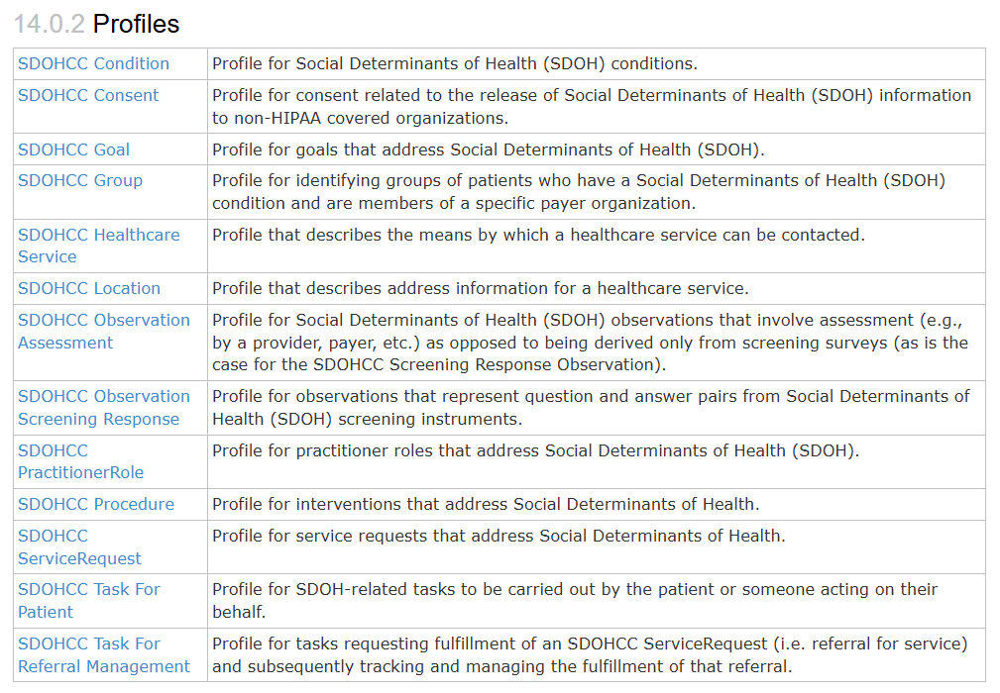 14.0.2 Profiles
SDOHCC Condition Profile for Social Determinants of Health (SDOH) conditions.
SDOHCC Consent Profile for consent related to the release of Social Determinants of Health (SDOH) information
to non-HIPAA covered organizations.
SDOHCC Goal Profile for goals that address Social Determinants of Health (SDOH).
SDOHCC Group Profile for identifying groups of patients who have a Social Determinants of Health (SDOH)
condition and are members of a specific payer organization.
SDOHCC Healthcare
Service
Profile that describes the means by which a healthcare service can be contacted.
SDOHCC Location Profile that describes address information for a healthcare service.
SDOHCC Observation
Assessment
Profile for Social Determinants of Health (SDOH) observations that involve assessment (e.g.,
by a provider, payer, etc.) as opposed to being derived only from screening surveys (as is the
case for the SDOHCC Screening Response Observation).
SDOHCC Observation
Screening Response
Profile for observations that represent question and answer pairs from Social Determinants of
Health (SDOH) screening instruments.
SDOHCC
PractitionerRole
Profile for practitioner roles that address Social Determinants of Health (SDOH).
SDOHCC Procedure Profile for interventions that address Social Determinants of Health.
SDOHCC
ServiceRequest
Profile for service requests that address Social Determinants of Health.
SDOHCC Task For
Patient
Profile for SDOH-related tasks to be carried out by the patient or someone acting on their
behalf.
SDOHCC Task For
Referral Management
Profile for tasks requesting fulfillment of an SDOHCC ServiceRequest (i.e. referral for service)
and subsequently tracking and managing the fulfillment of that referral.